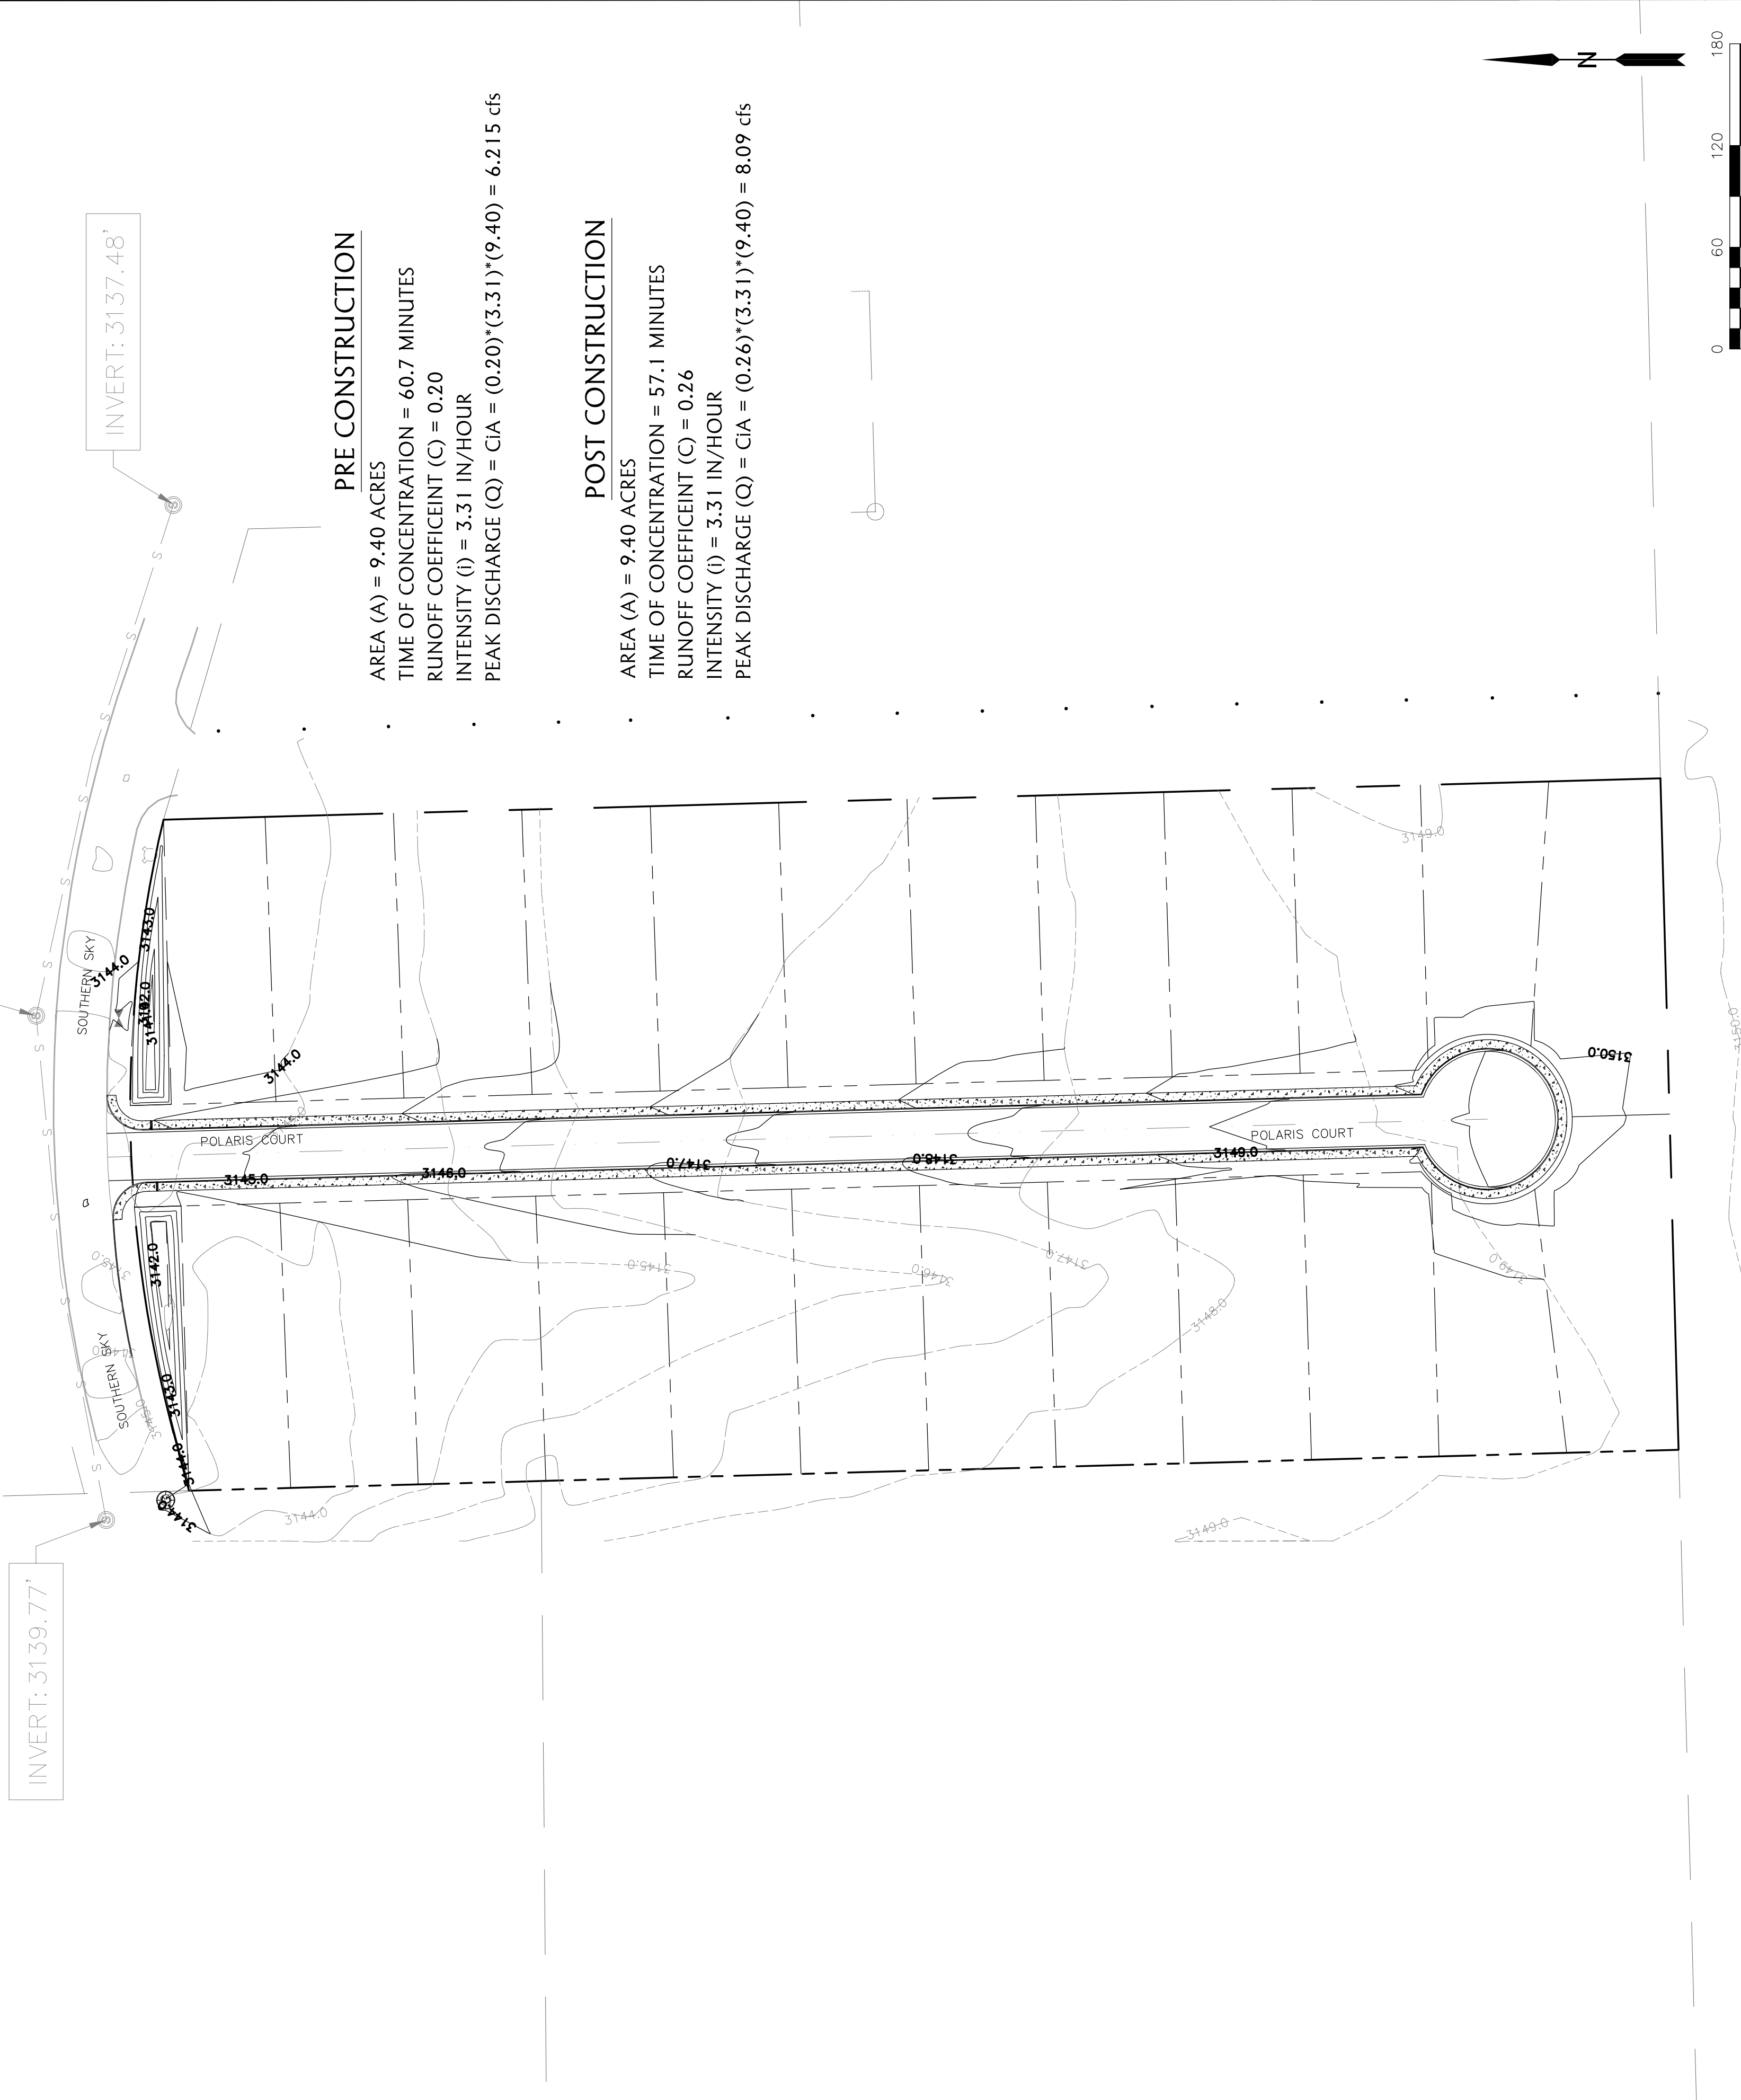 INVERT: 3137.48'
PRE CONSTRUCTION
AREA (A) = 9.40 ACRES
TIME OF CONCENTRATION = 60.7 MINUTES
RUNOFF COEFFICEINT (C) = 0.20
INTENSITY (i) = 3.31 IN/HOUR
PEAK DISCHARGE (Q) = CiA = (0.20)*(3.31)*(9.40) = 6.215 cfs
POST CONSTRUCTION
AREA (A) = 9.40 ACRES
TIME OF CONCENTRATION = 57.1 MINUTES
RUNOFF COEFFICEINT (C) = 0.26
INTENSITY (i) = 3.31 IN/HOUR
PEAK DISCHARGE (Q) = CiA = (0.26)*(3.31)*(9.40) = 8.09 cfs
N
0 60 120 180
S
S
S
S
S
S
S
S
S
S
S
S
S
S
SOUTHERN SKY
3144.0
3143.0
3144.0
3149.0
3150.0
3150.0
POLARIS COURT
POLARIS COURT
3145.0
3146.0
3147.0
3148.0
3149.0
3142.0
3143.0
3144.0
SOUTHERN SKY
3145.0
3146.0
3147.0
3148.0
3149.0
3144.0
3149.0
INVERT: 3139.77'